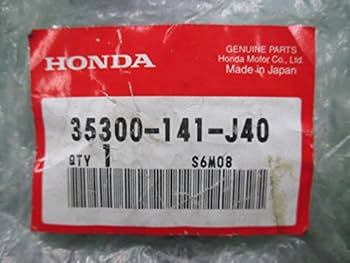 HONDA
GENUINE PARTS
Honda Motor Co., Ltd.
Made in Japan
35300-141-J40
QTY 1 S6M08